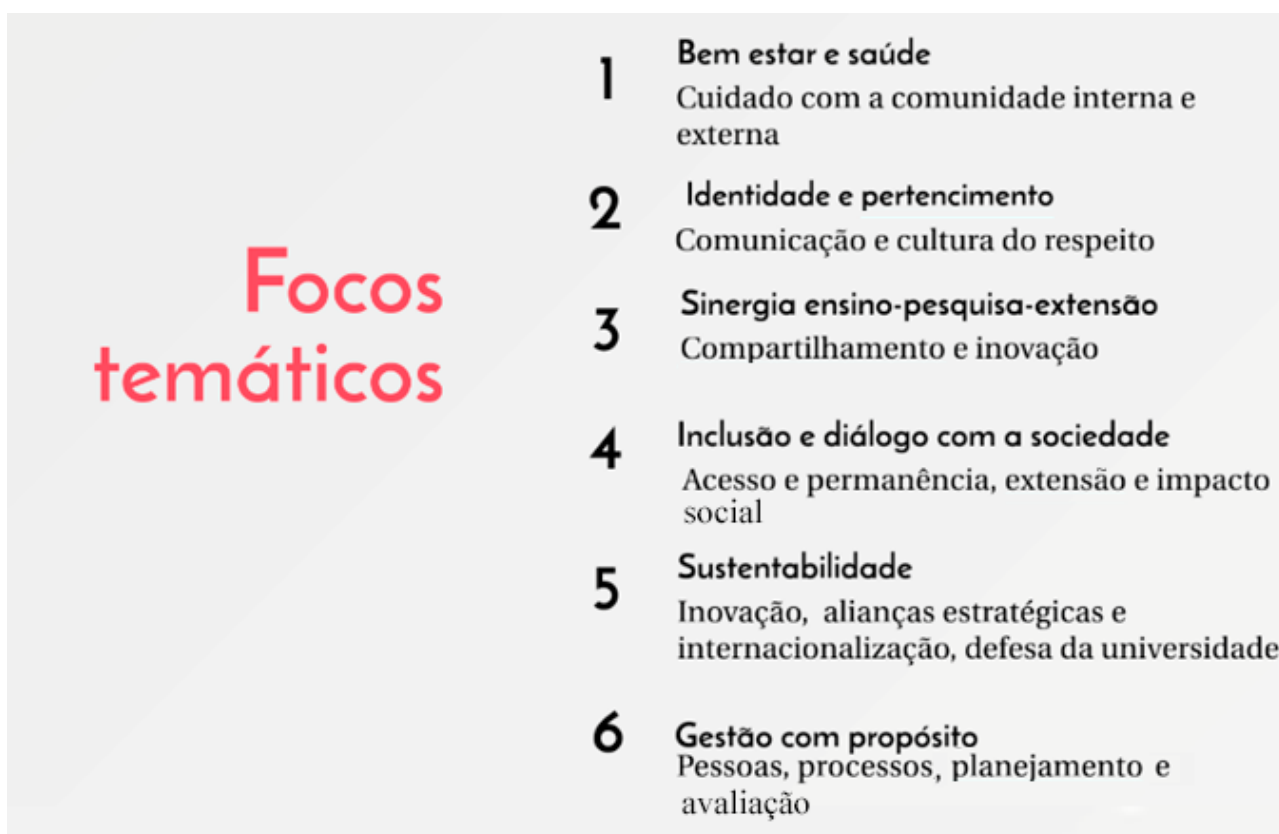 Focos
temáticos
1
Bem estar e saúde
Cuidado com a comunidade interna e
externa
2
Identidade e pertencimento
Comunicação e cultura do respeito
3
Sinergia ensino-pesquisa-extensão
Compartilhamento e inovação
4
Inclusão e diálogo com a sociedade
Acesso e permanência, extensão e impacto
social
5
Sustentabilidade
Inovação, alianças estratégicas e
internacionalização, defesa da universidade
6
Gestão com propósito
Pessoas, processos, planejamento e
avaliação